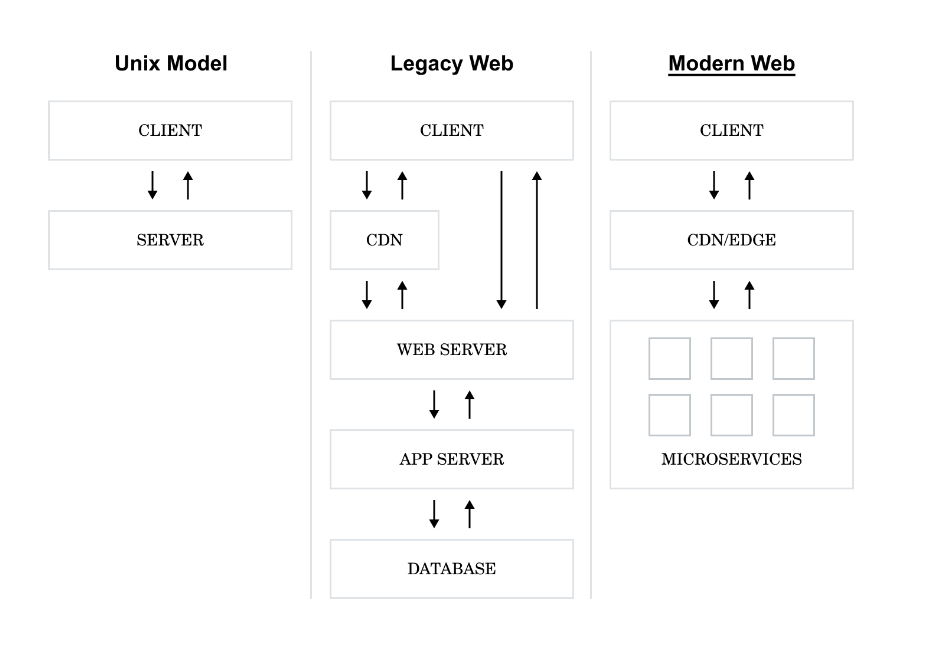 Unix Model
CLIENT
SERVER
Legacy Web
CLIENT
CDN
WEB SERVER
APP SERVER
DATABASE
Modern Web
CLIENT
CDN/EDGE
MICROSERVICES